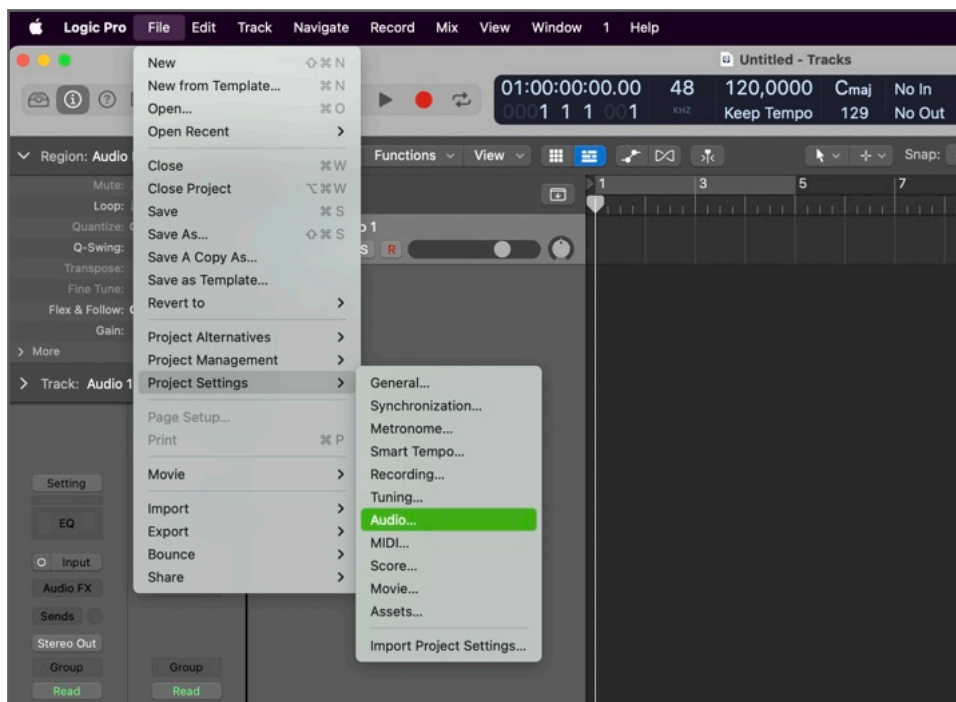 Logic Pro File Edit Track Navigate Record Mix View Window 1 Help
Untitled - Tracks
01:00:00:00.00 48 120,0000 Cmaj No In
0001 1 1 001 KHZ Keep Tempo 129 No Out
New ⇧⌘N
New from Template... ⌘N
Open... ⌘O
Open Recent >
Close ⌘W
Close Project ⌥⌘W
Save ⌘S
Save As... ⇧⌘S
Save A Copy As...
Save as Template...
Revert to >
Project Alternatives >
Project Management >
Project Settings >
Page Setup...
Print ⌘P
Movie >
Import >
Export >
Bounce >
Share >
General...
Synchronization...
Metronome...
Smart Tempo...
Recording...
Tuning...
Audio...
MIDI...
Score...
Movie...
Assets...
Import Project Settings...
Region: Audio
Mute:
Loop:
Quantize:
Q-Swing:
Transpose:
Fine Tune:
Flex & Follow:
Gain:
> More
Track: Audio 1
Functions View Snap:
1 3 5 7
1
S R
Setting
EQ
Input
Audio FX
Sends
Stereo Out
Group Group
Read Read